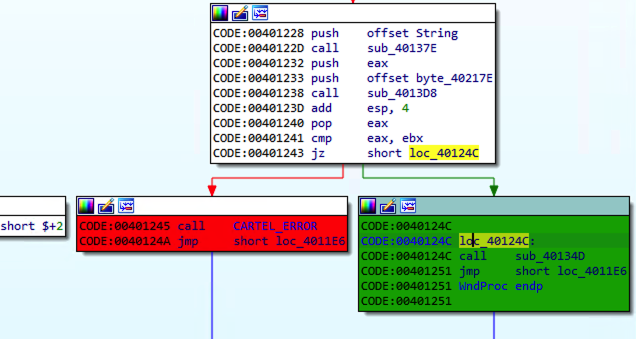 CODE:00401228 push offset String
CODE:0040122D call sub_40137E
CODE:00401232 push eax
CODE:00401233 push offset byte_40217E
CODE:00401238 call sub_4013D8
CODE:0040123D add esp, 4
CODE:00401240 pop eax
CODE:00401241 cmp eax, ebx
CODE:00401243 jz short loc_40124C
short $+2
CODE:00401245 call CARTEL_ERROR
CODE:0040124A jmp short loc_4011E6
CODE:0040124C
CODE:0040124C loc_40124C:
CODE:0040124C call sub_40134D
CODE:00401251 jmp short loc_4011E6
CODE:00401251 WndProc endp
CODE:00401251